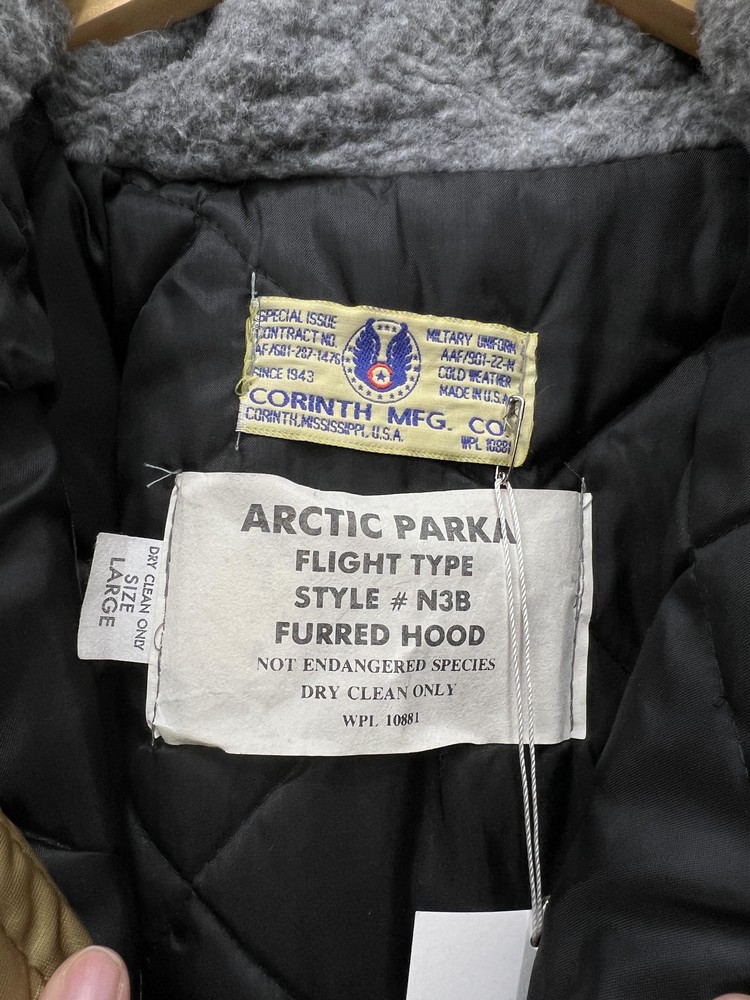 SPECIAL ISSUE
CONTRACT NO.
AF/601-287-1476
SINCE 1943
MILTARY UNIFORM
AAF/901-22-M
COLD WEATHER
MADE IN U.S.A.
CORINTH MFG. CO.
CORINTH, MISSISSIPPI, U.S.A.
WPL 10881
ARCTIC PARKA
FLIGHT TYPE
STYLE # N3B
FURRED HOOD
NOT ENDANGERED SPECIES
DRY CLEAN ONLY
WPL 10881
DRY CLEAN ONLY
SIZE
LARGE